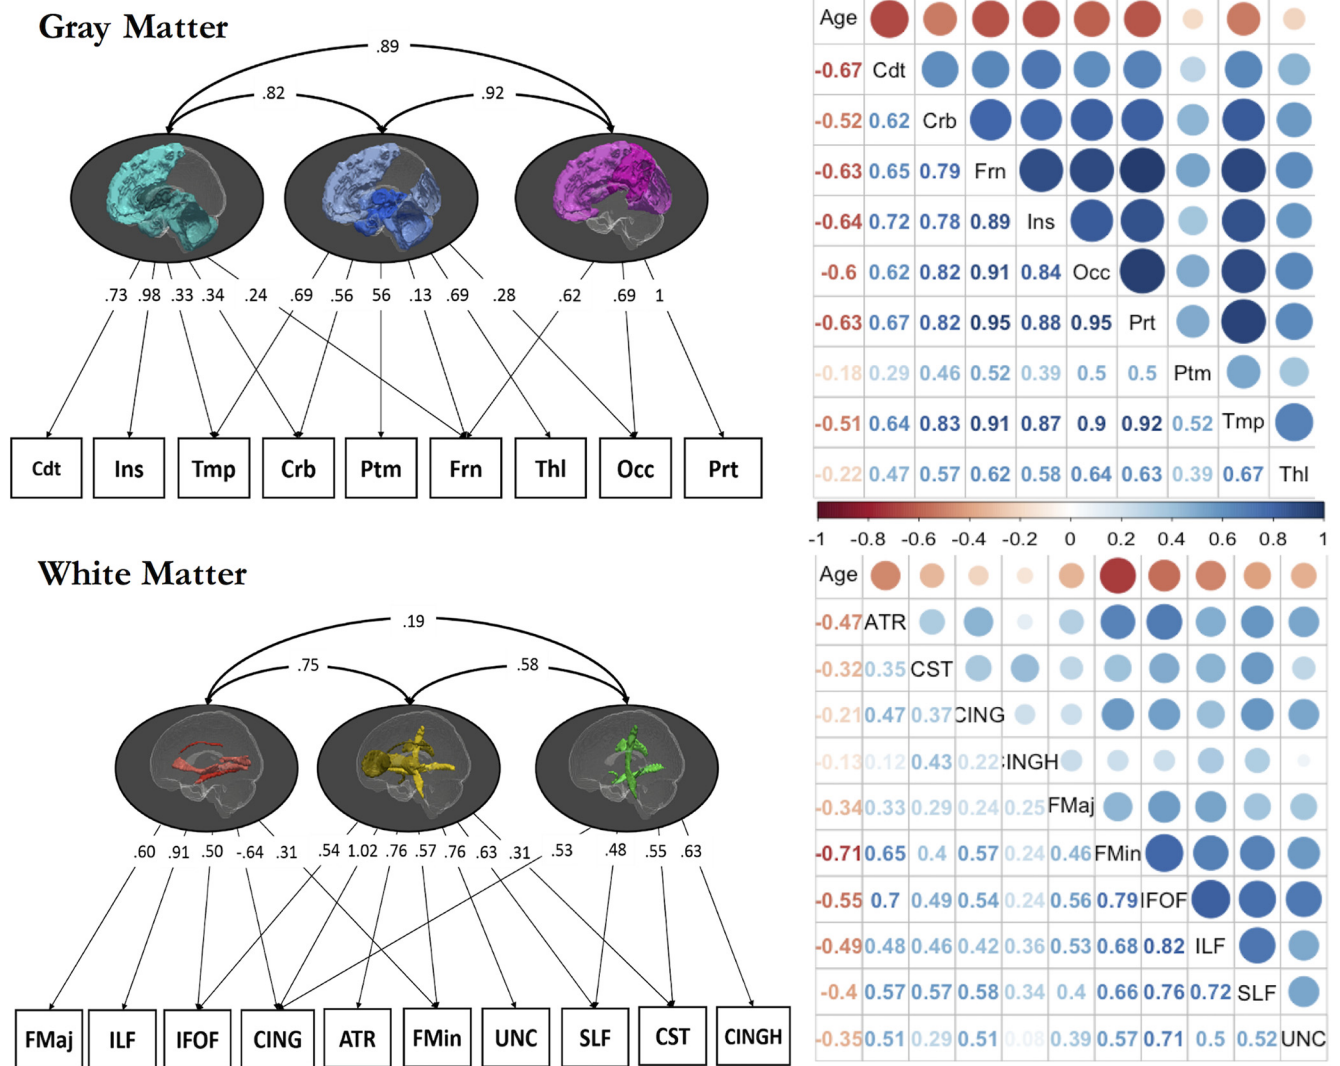 Gray Matter
.89
.82 .92
.73 .98 .33 .34 .24 .69 .56 56 .13 .69 .28 .62 .69 1
Cdt Ins Tmp Crb Ptm Frn Thl Occ Prt
Age
-0.67 Cdt
-0.52 0.62 Crb
-0.63 0.65 0.79 Frn
-0.64 0.72 0.78 0.89 Ins
-0.6 0.62 0.82 0.91 0.84 Occ
-0.63 0.67 0.82 0.95 0.88 0.95 Prt
-0.18 0.29 0.46 0.52 0.39 0.5 0.5 Ptm
-0.51 0.64 0.83 0.91 0.87 0.9 0.92 0.52 Tmp
-0.22 0.47 0.57 0.62 0.58 0.64 0.63 0.39 0.67 Thl
-1 -0.8 -0.6 -0.4 -0.2 0 0.2 0.4 0.6 0.8 1
White Matter
.19
.75 .58
.60 .91 .50 -.64 .31 .54 1.02 .76 .57 .76 .63 .31 .53 .48 .55 .63
FMaj ILF IFOF CING ATR FMin UNC SLF CST CINGH
Age
-0.47 ATR
-0.32 0.35 CST
-0.21 0.47 0.37 CING
-0.13 0.12 0.43 0.22 INGH
-0.34 0.33 0.29 0.24 0.25 FMaj
-0.71 0.65 0.4 0.57 0.24 0.46 FMin
-0.55 0.7 0.49 0.54 0.24 0.56 0.79 IFOF
-0.49 0.48 0.46 0.42 0.36 0.53 0.68 0.82 ILF
-0.4 0.57 0.57 0.58 0.34 0.4 0.66 0.76 0.72 SLF
-0.35 0.51 0.29 0.51 0.08 0.39 0.57 0.71 0.5 0.52 UNC